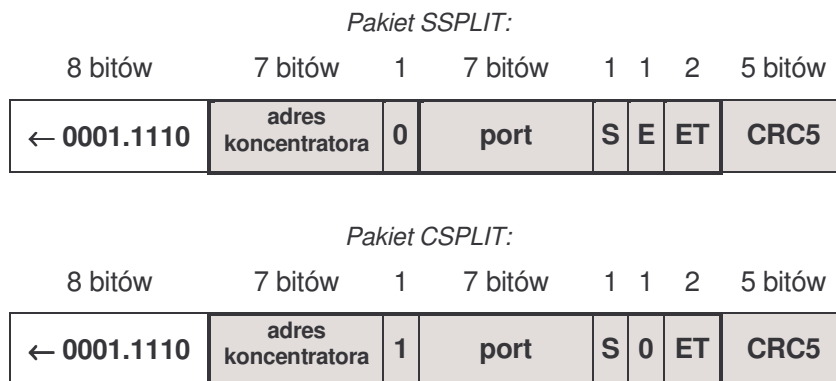 Pakiet SSPLIT:
8 bitów 7 bitów 1 7 bitów 1 1 2 5 bitów
← 0001.1110 adres koncentratora 0 port S E ET CRC5
Pakiet CSPLIT:
8 bitów 7 bitów 1 7 bitów 1 1 2 5 bitów
← 0001.1110 adres koncentratora 1 port S 0 ET CRC5